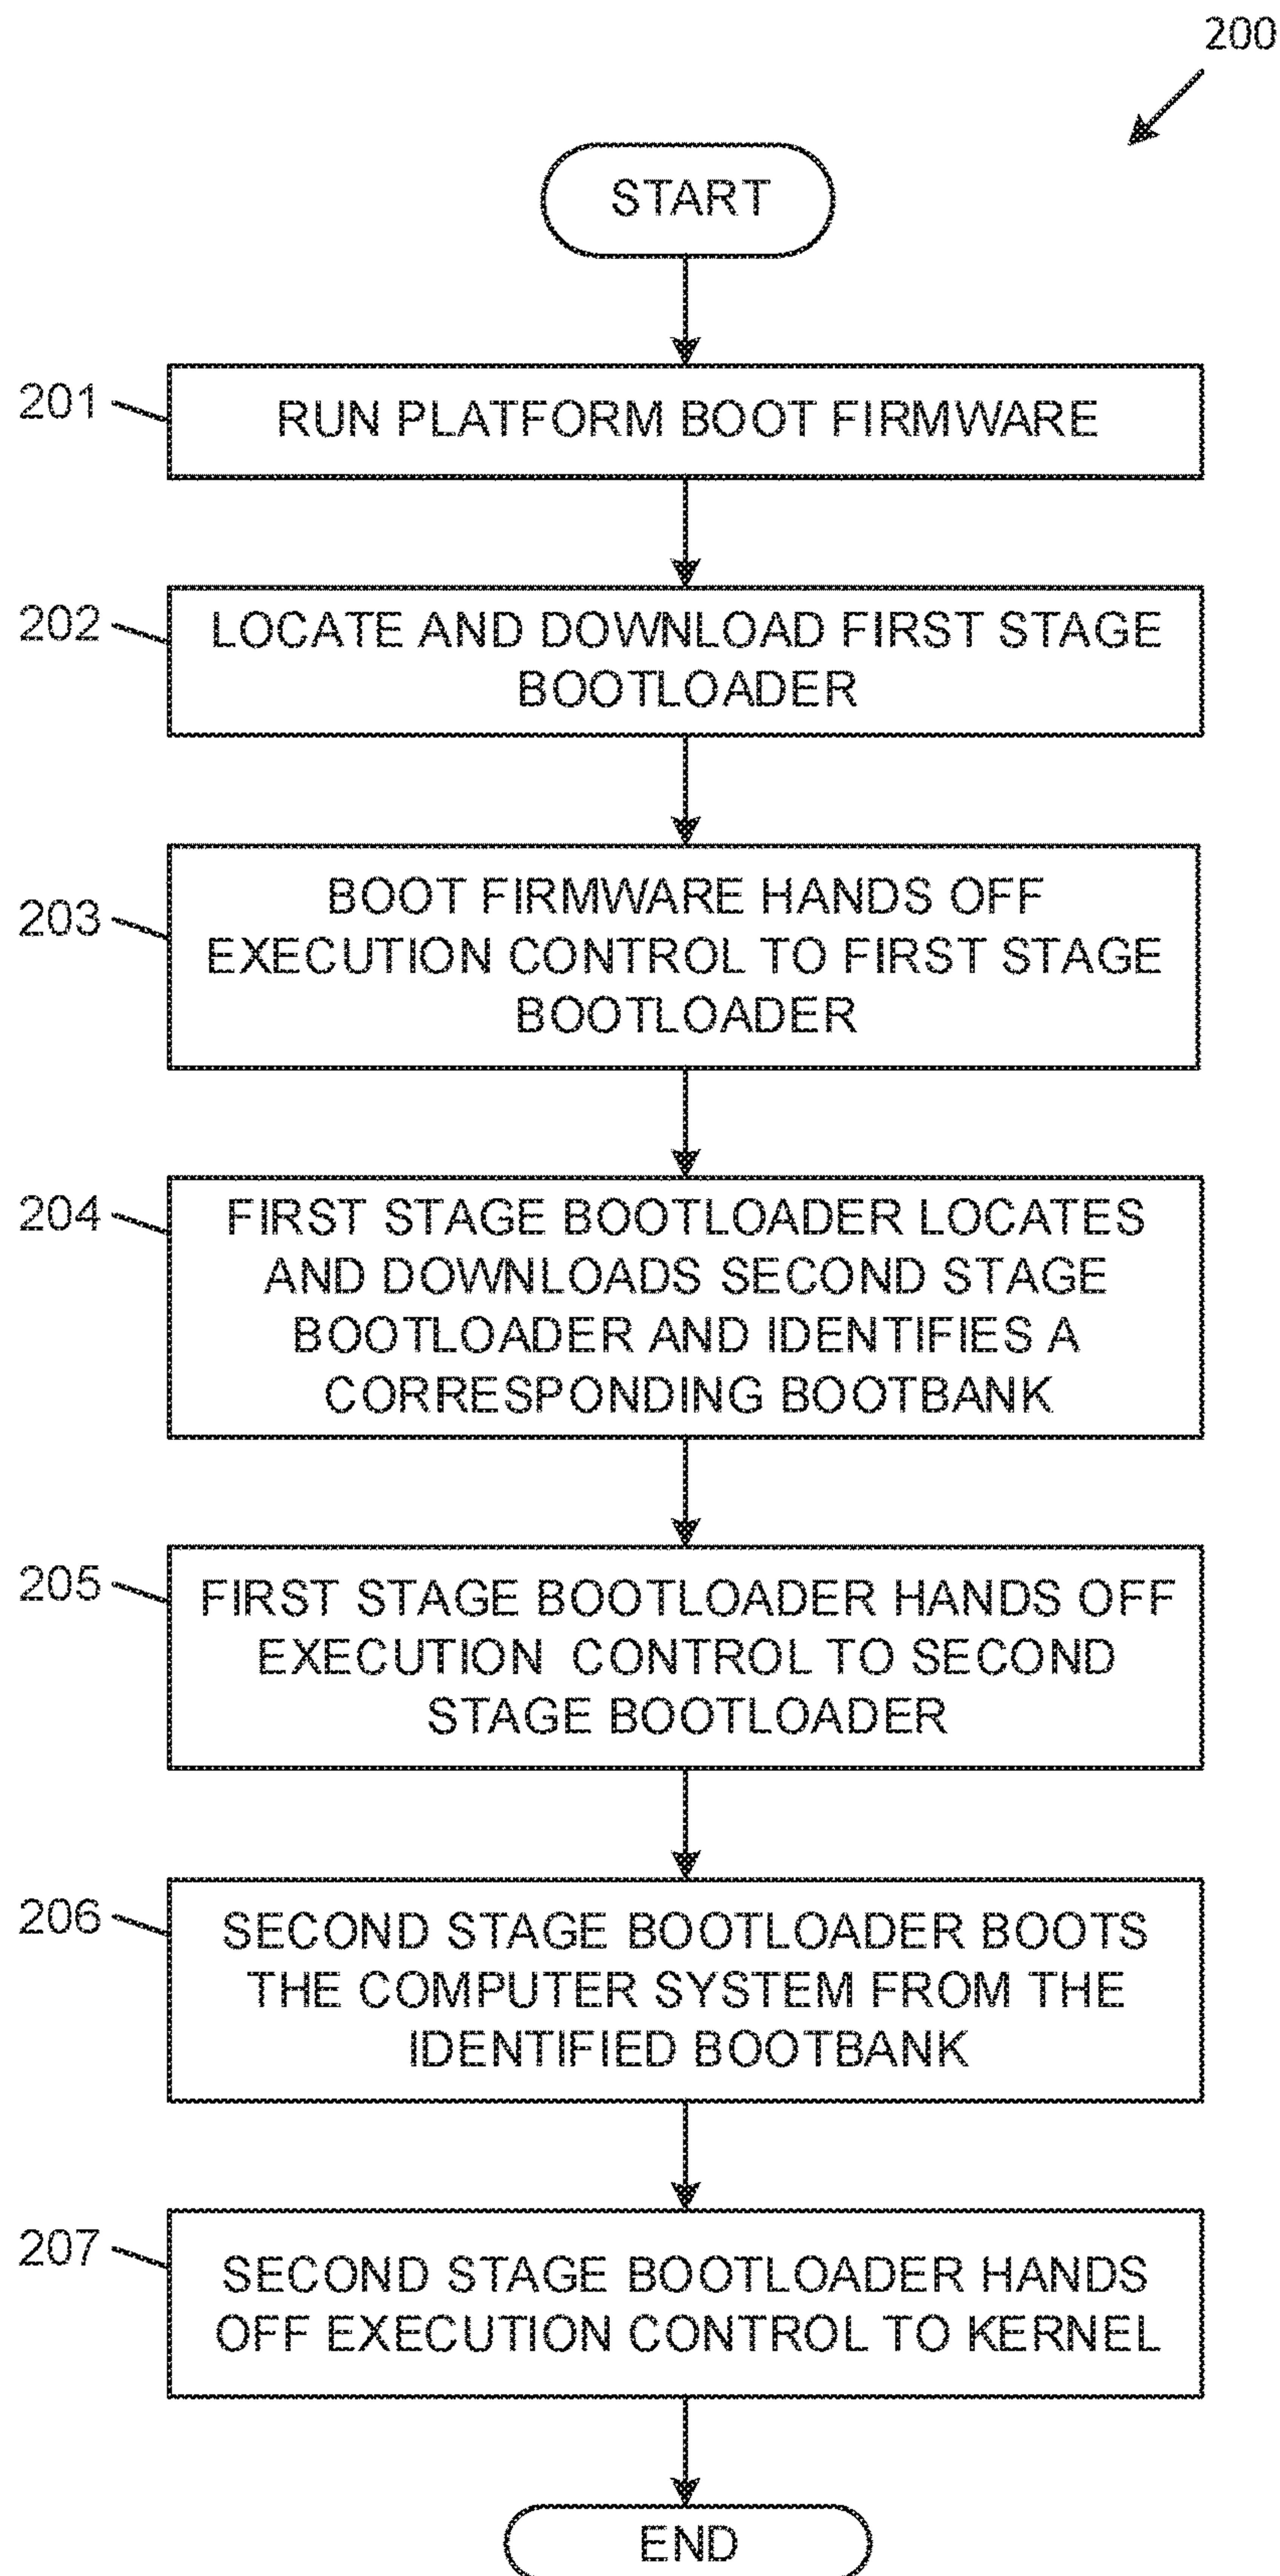 200
START
201
RUN PLATFORM BOOT FIRMWARE
202
LOCATE AND DOWNLOAD FIRST STAGE
BOOTLOADER
203
BOOT FIRMWARE HANDS OFF
EXECUTION CONTROL TO FIRST STAGE
BOOTLOADER
204
FIRST STAGE BOOTLOADER LOCATES
AND DOWNLOADS SECOND STAGE
BOOTLOADER AND IDENTIFIES A
CORRESPONDING BOOTBANK
205
FIRST STAGE BOOTLOADER HANDS OFF
EXECUTION CONTROL TO SECOND
STAGE BOOTLOADER
206
SECOND STAGE BOOTLOADER BOOTS
THE COMPUTER SYSTEM FROM THE
IDENTIFIED BOOTBANK
207
SECOND STAGE BOOTLOADER HANDS
OFF EXECUTION CONTROL TO KERNEL
END